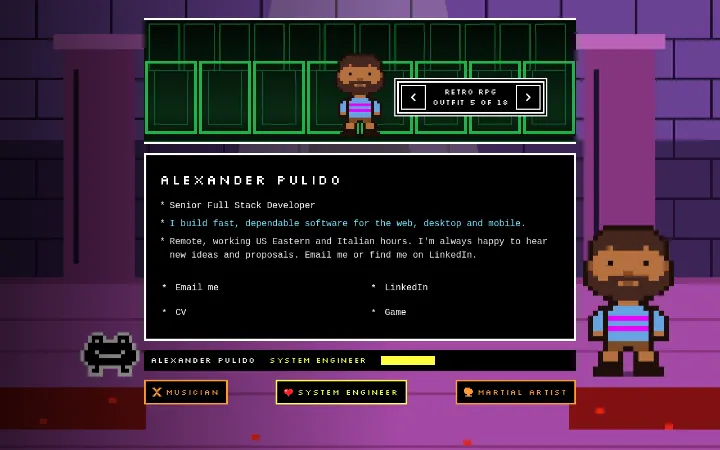 RETRO RPG
OUTFIT 5 OF 18
ALEXANDER PULIDO
* Senior Full Stack Developer
* I build fast, dependable software for the web, desktop and mobile.
* Remote, working US Eastern and Italian hours. I'm always happy to hear
new ideas and proposals. Email me or find me on LinkedIn.
* Email me
* LinkedIn
* CV
* Game
ALEXANDER PULIDO SYSTEM ENGINEER
MUSICIAN
SYSTEM ENGINEER
MARTIAL ARTIST